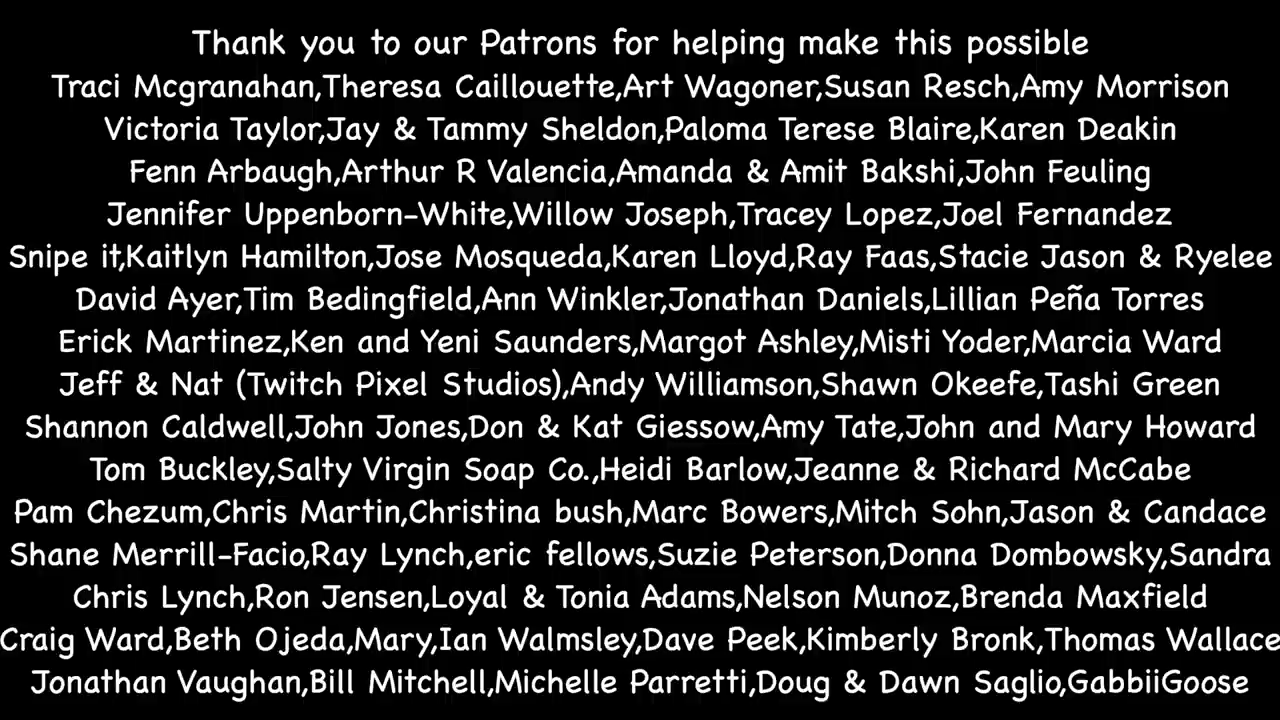 Thank you to our Patrons for helping make this possible
Traci Mcgranahan,Theresa Caillouette,Art Wagoner,Susan Resch,Amy Morrison
Victoria Taylor,Jay & Tammy Sheldon,Paloma Terese Blaire,Karen Deakin
Fenn Arbaugh,Arthur R Valencia,Amanda & Amit Bakshi,John Feuling
Jennifer Uppenborn-White,Willow Joseph,Tracey Lopez,Joel Fernandez
Snipe it,Kaitlyn Hamilton,Jose Mosqueda,Karen Lloyd,Ray Faas,Stacie Jason & Ryelee
David Ayer,Tim Bedingfield,Ann Winkler,Jonathan Daniels,Lillian Peña Torres
Erick Martinez,Ken and Yeni Saunders,Margot Ashley,Misti Yoder,Marcia Ward
Jeff & Nat (Twitch Pixel Studios),Andy Williamson,Shawn Okeefe,Tashi Green
Shannon Caldwell,John Jones,Don & Kat Giessow,Amy Tate,John and Mary Howard
Tom Buckley,Salty Virgin Soap Co.,Heidi Barlow,Jeanne & Richard McCabe
Pam Chezum,Chris Martin,Christina bush,Marc Bowers,Mitch Sohn,Jason & Candace
Shane Merrill-Facio,Ray Lynch,eric fellows,Suzie Peterson,Donna Dombowsky,Sandra
Chris Lynch,Ron Jensen,Loyal & Tonia Adams,Nelson Munoz,Brenda Maxfield
Craig Ward,Beth Ojeda,Mary,Ian Walmsley,Dave Peek,Kimberly Bronk,Thomas Wallace
Jonathan Vaughan,Bill Mitchell,Michelle Parretti,Doug & Dawn Saglio,GabbiiGoose